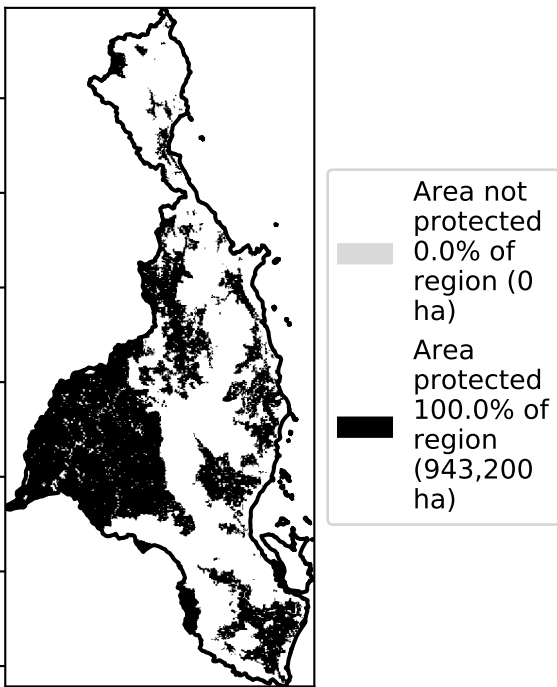 Area not
protected
0.0% of
region (0
ha)
Area
protected
100.0% of
region
(943,200
ha)